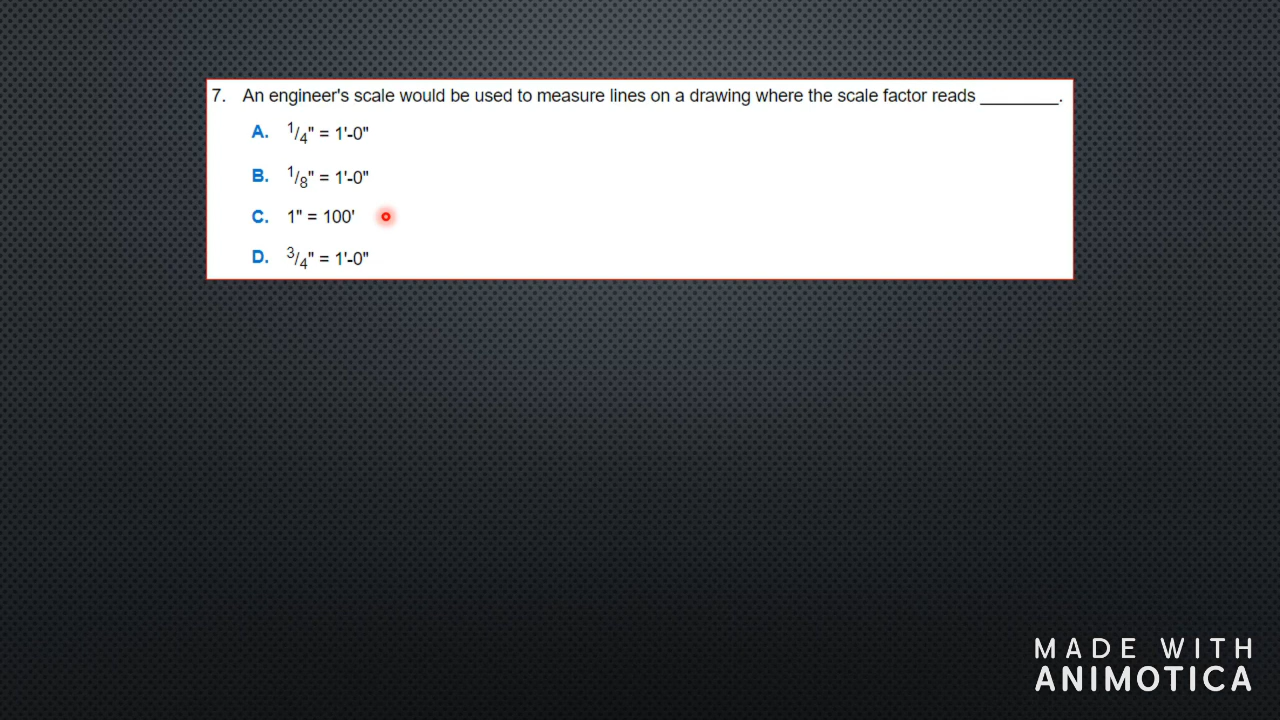 7. An engineer's scale would be used to measure lines on a drawing where the scale factor reads ________.
A. 1/4" = 1'-0"
B. 1/8" = 1'-0"
C. 1" = 100'
D. 3/4" = 1'-0"
MADE WITH
ANIMOTICA